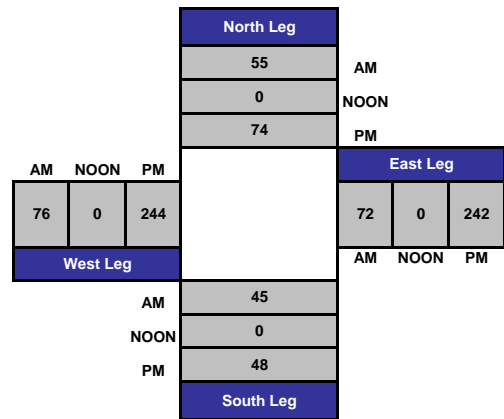 North Leg
55 AM
0 NOON
74 PM
AM NOON PM East Leg
76 0 244 72 0 242
West Leg AM NOON PM
AM 45
NOON 0
PM 48
South Leg